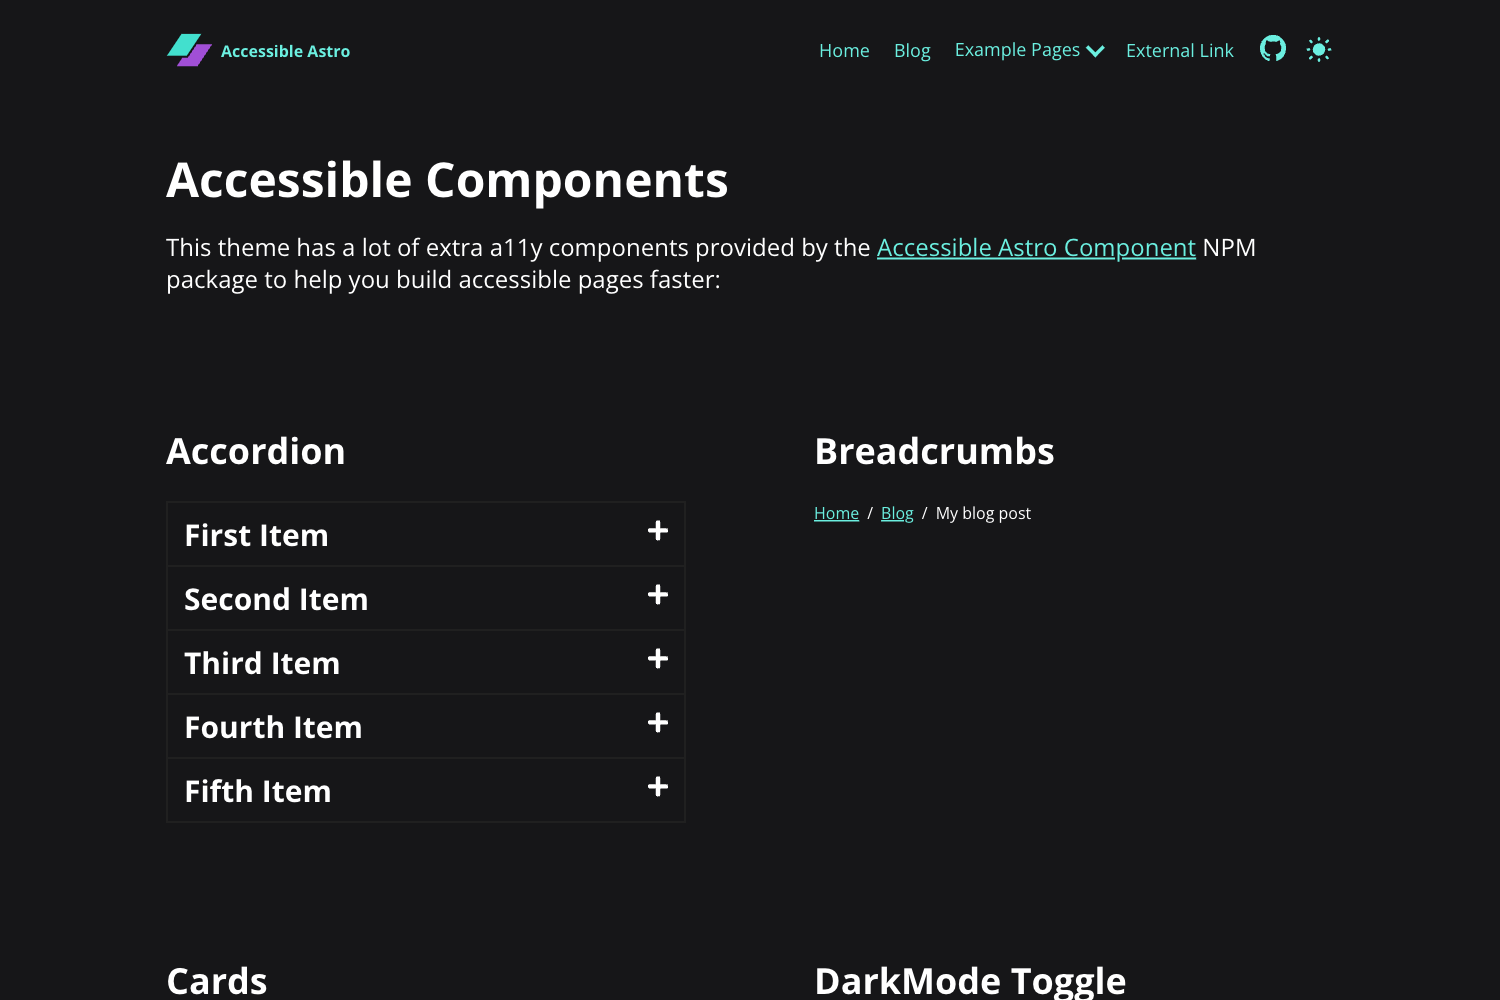 Accessible Astro
Home
Blog
Example Pages
External Link
Accessible Components
This theme has a lot of extra a11y components provided by the Accessible Astro Component NPM
package to help you build accessible pages faster:
Accordion
First Item
Second Item
Third Item
Fourth Item
Fifth Item
Breadcrumbs
Home / Blog / My blog post
Cards
DarkMode Toggle